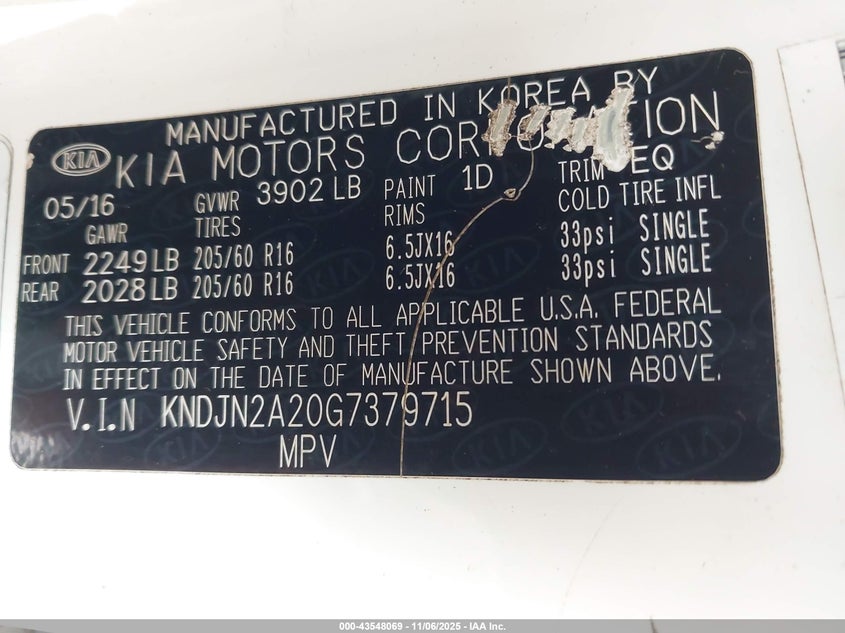 MANUFACTURED IN KOREA BY
KIA KIA MOTORS CORPORATION
05/16 GVWR 3902 LB PAINT 1D TRIM EQ
GAWR TIRES RIMS COLD TIRE INFL
FRONT 2249 LB 205/60 R16 6.5JX16 33psi SINGLE
REAR 2028 LB 205/60 R16 6.5JX16 33psi SINGLE
THIS VEHICLE CONFORMS TO ALL APPLICABLE U.S.A. FEDERAL
MOTOR VEHICLE SAFETY AND THEFT PREVENTION STANDARDS
IN EFFECT ON THE DATE OF MANUFACTURE SHOWN ABOVE.
V.I.N KNDJN2A20G7379715
MPV
000-43548069 - 11/06/2025 - IAA Inc.